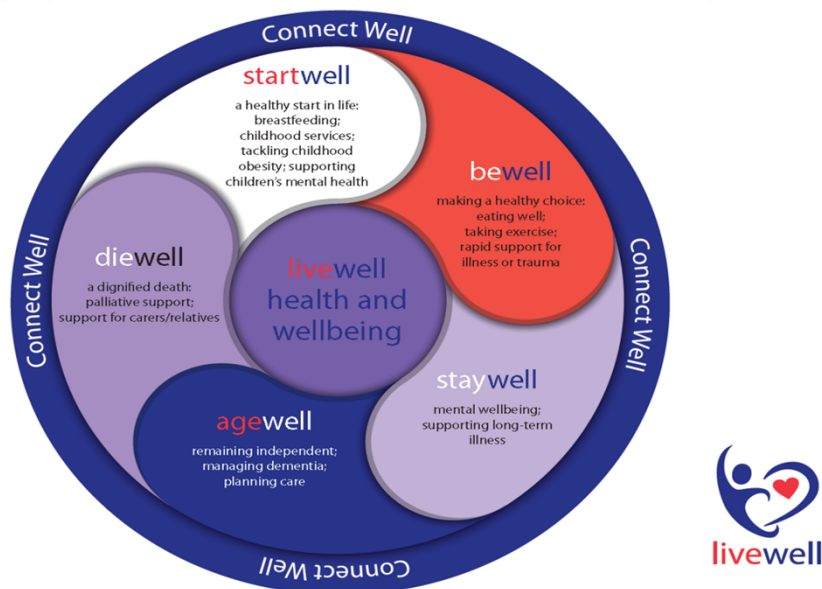 Connect Well
startwell
a healthy start in life:
breastfeeding;
childhood services;
tackling childhood
obesity; supporting
children's mental health
bewell
making a healthy choice:
eating well;
taking exercise;
rapid support for
illness or trauma
Connect Well
Connect Well
diewell
a dignified death:
palliative support;
support for carers/relatives
livewell
health and
wellbeing
staywell
mental wellbeing;
supporting long-term
illness
agewell
remaining independent;
managing dementia;
planning care
Connect Well
livewell